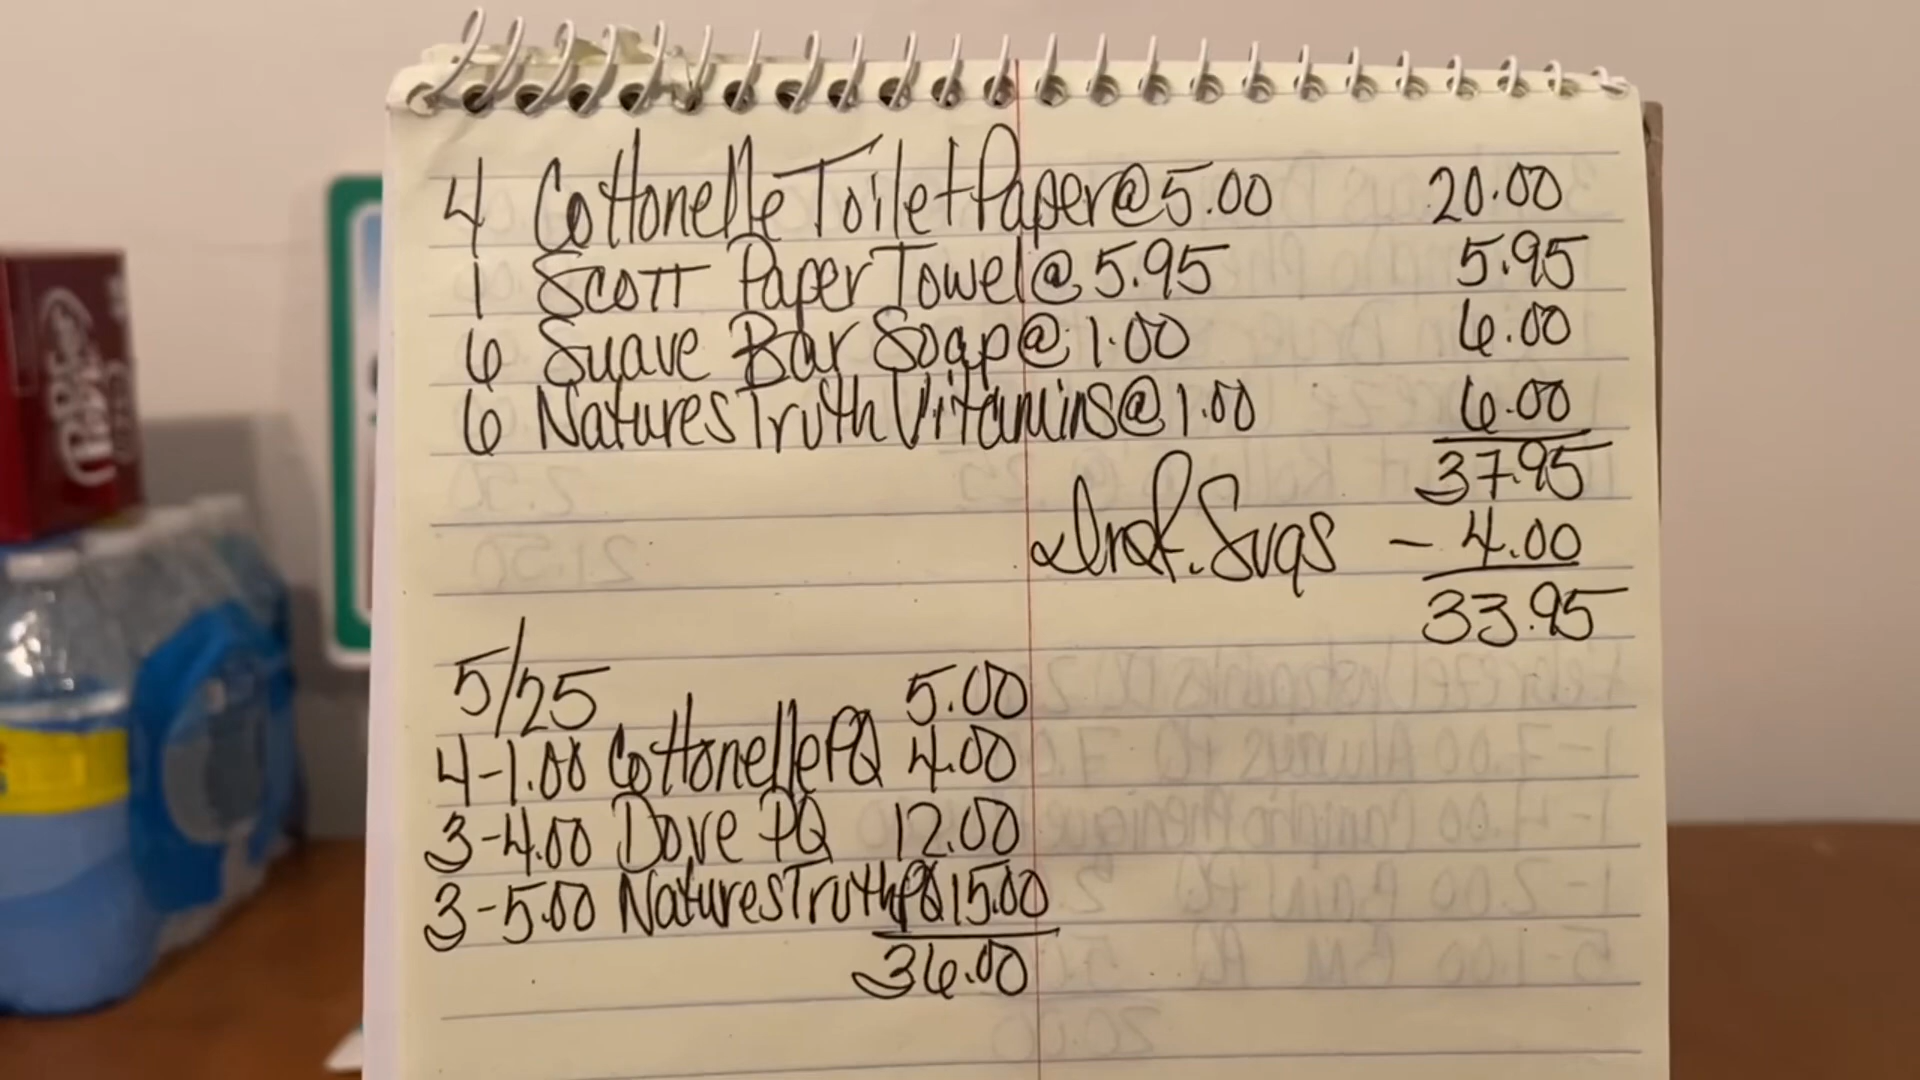 4 Cottonelle Toilet Paper @ 5.00 20.00
1 Scott Paper Towel @ 5.95 5.95
6 Suave Bar Soap @ 1.00 6.00
6 Natures Truth Vitamins @ 1.00 6.00
37.95
Inst. Svgs - 4.00
33.95
5/25 5.00
4-1.00 Cottonelle PQ 4.00
3-4.00 Dove PQ 12.00
3-5.00 Natures Truth PQ 15.00
36.00